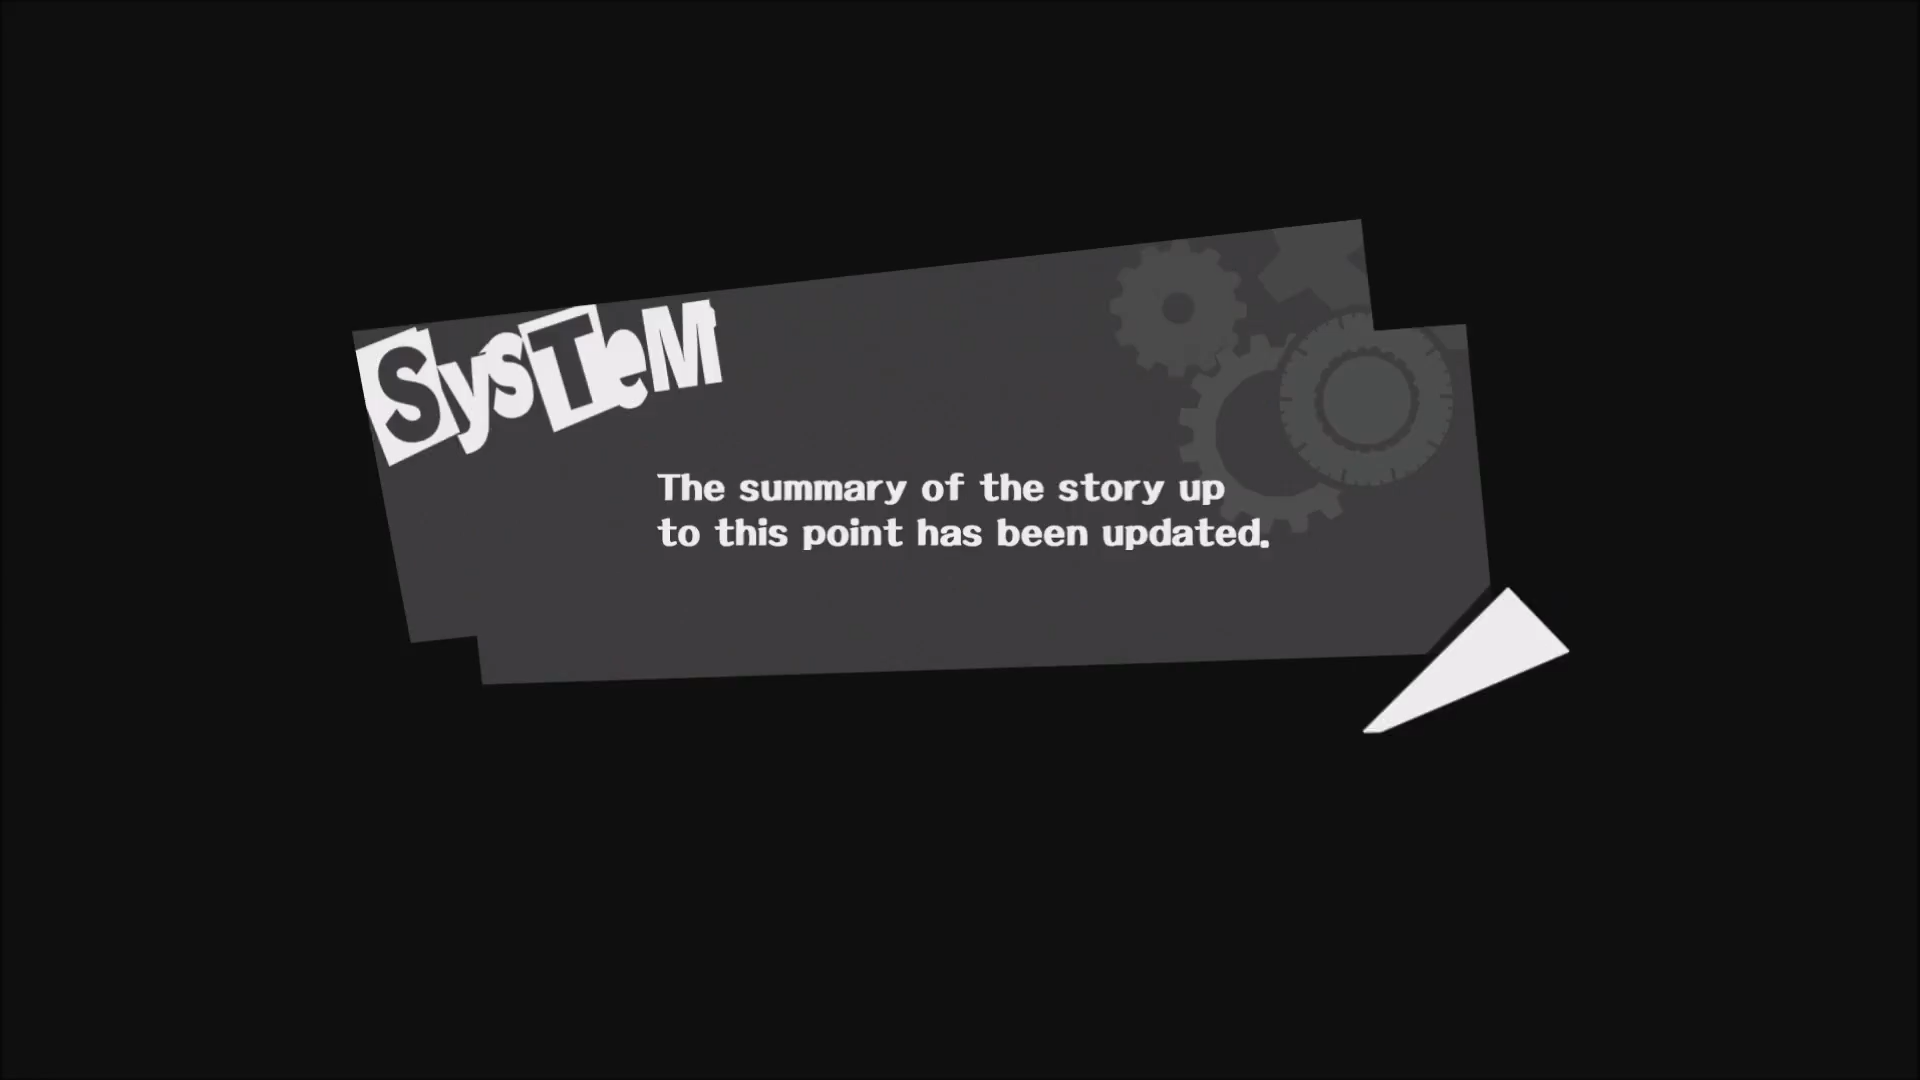 SysTeM
The summary of the story up
to this point has been updated.